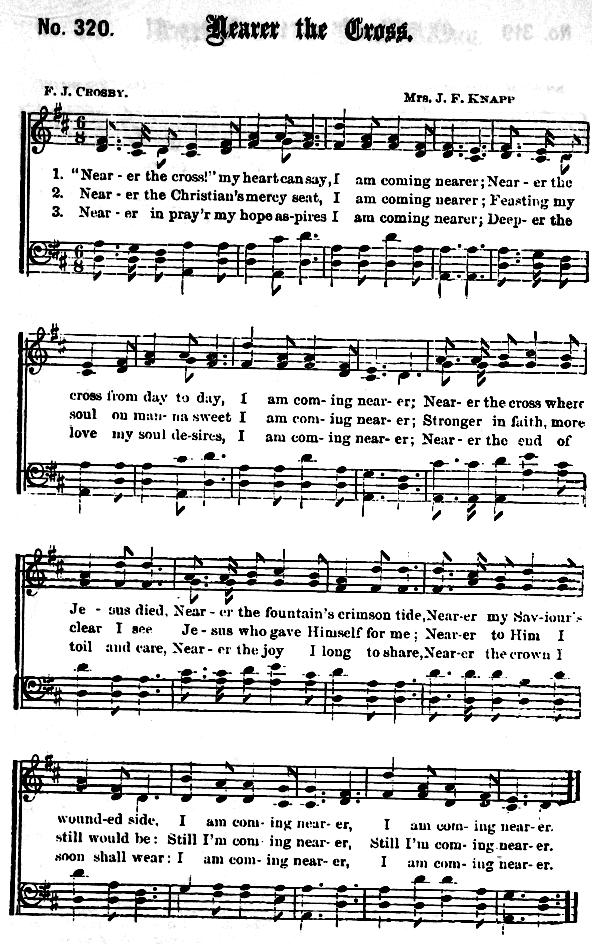 No. 320.
Nearer the Cross.
F. J. CROSBY.
MRS. J. F. KNAPP
6
8
1. "Near - er the cross!" my heart can say, I am coming nearer; Near - er the
2. Near - er the Christian's mercy seat, I am coming nearer; Feasting my
3. Near - er in pray'r my hope as-pires I am coming nearer; Deep- er the
6
8
cross from day to day, I am com- ing near- er; Near- er the cross where
soul on man- na sweet I am com- ing near- er; Stronger in faith, more
love my soul de-sires, I am com- ing near- er; Near- er the end of
Je - sus died, Near - er the fountain's crimson tide, Near-er my Sav-iour's
clear I see Je- sus who gave Himself for me; Near- er to Him I
toil and care, Near- er the joy I long to share, Near-er the crown I
wound-ed side, I am com- ing near- er, I am com- ing near- er.
still would be: Still I'm com- ing near- er, Still I'm com- ing near- er.
soon shall wear: I am com- ing near- er, I am com- ing near- er.